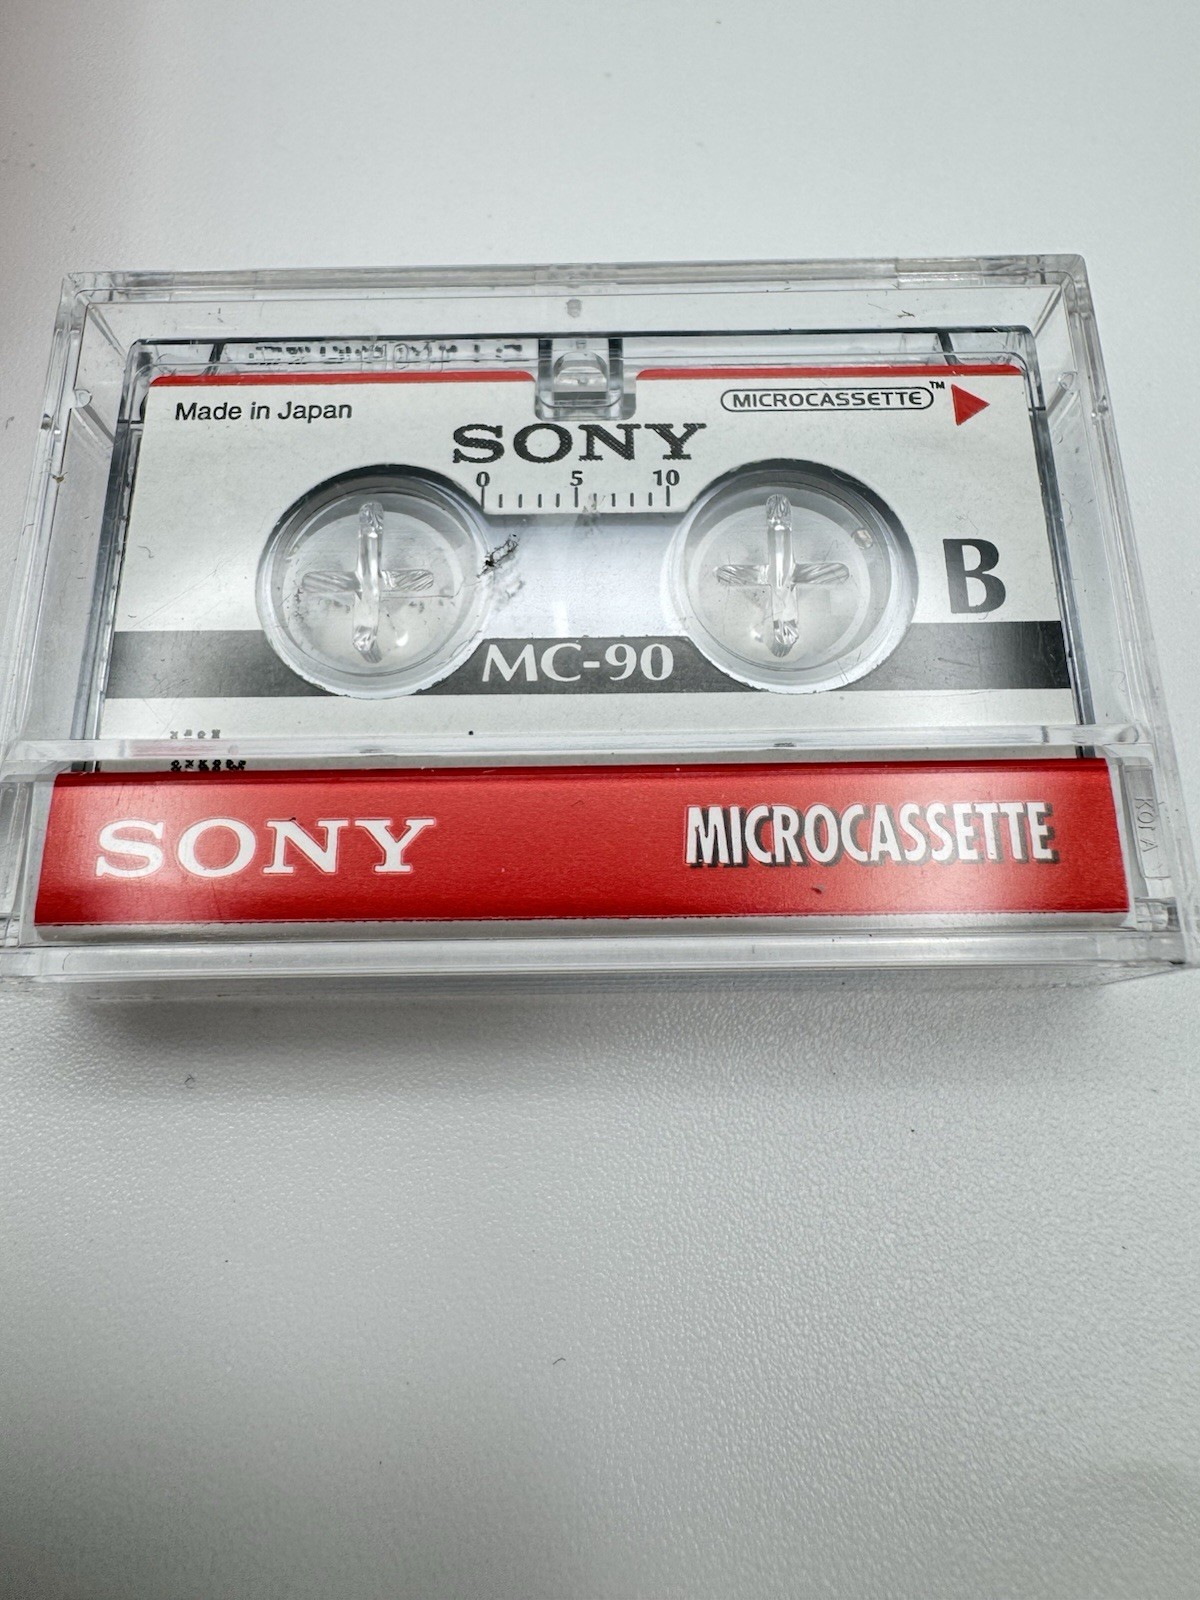 Made in Japan
MICROCASSETTE™
SONY
0 5 10
B
MC-90
SONY MICROCASSETTE